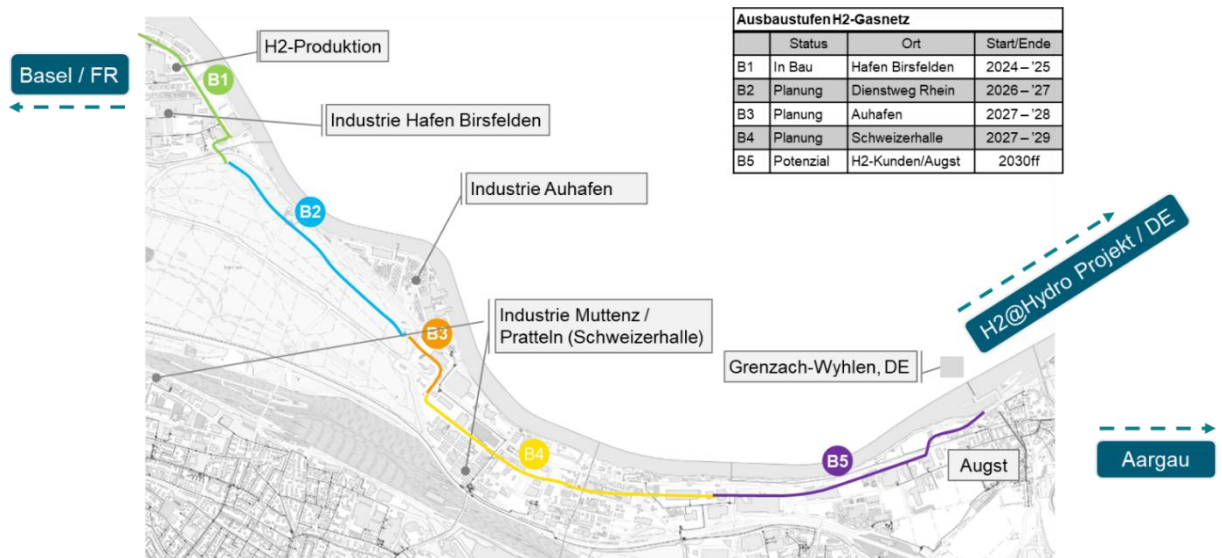 Basel / FR
H2-Produktion
B1
Industrie Hafen Birsfelden
B2
Industrie Auhafen
B3
Industrie Muttenz /
Pratteln (Schweizerhalle)
B4
B5
Grenzach-Wyhlen, DE
Augst
H2@Hydro Projekt / DE
Aargau
Ausbaustufen H2-Gasnetz
Status Ort Start/Ende
B1 In Bau Hafen Birsfelden 2024 – '25
B2 Planung Dienstweg Rhein 2026 – '27
B3 Planung Auhafen 2027 – '28
B4 Planung Schweizerhalle 2027 – '29
B5 Potenzial H2-Kunden/Augst 2030ff